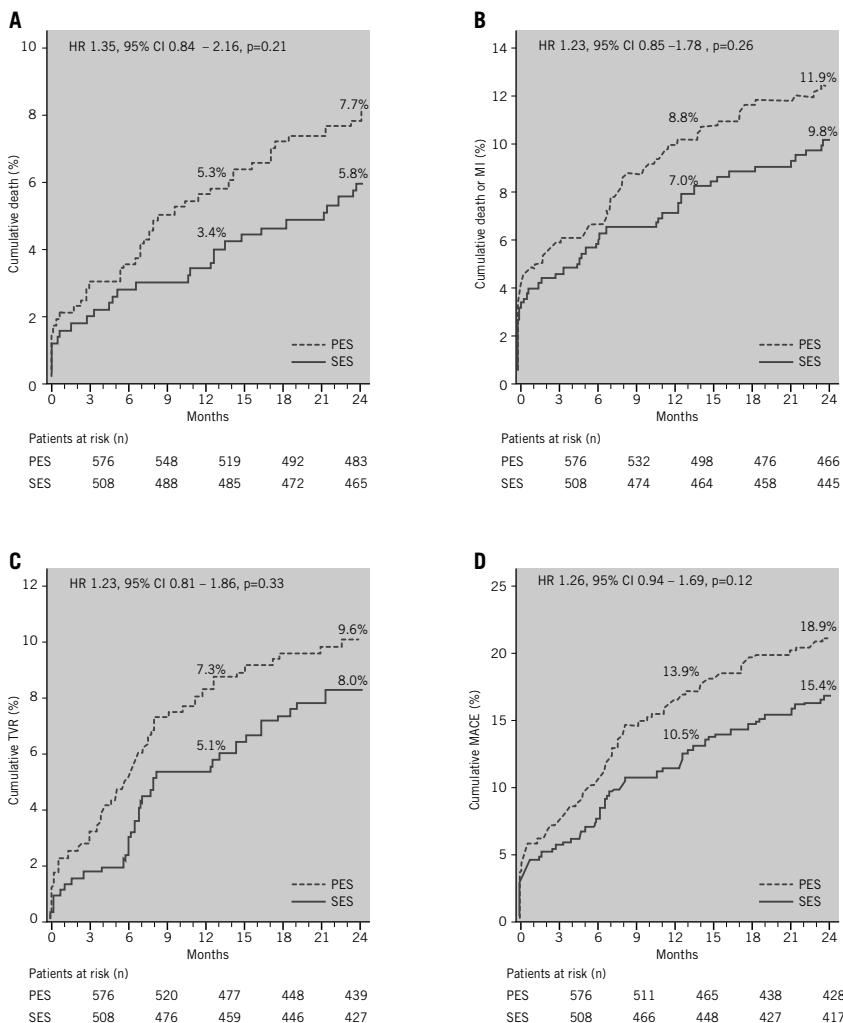 A
HR 1.35, 95% CI 0.84 – 2.16, p=0.21
10
8
6
4
2
0
Cumulative death (%)
7.7%
5.3%
5.8%
3.4%
PES
SES
0 3 6 9 12 15 18 21 24
Months
Patients at risk (n)
PES 576 548 519 492 483
SES 508 488 485 472 465
B
HR 1.23, 95% CI 0.85 –1.78 , p=0.26
14
12
10
8
6
4
2
0
Cumulative death or MI (%)
11.9%
8.8%
9.8%
7.0%
PES
SES
0 3 6 9 12 15 18 21 24
Months
Patients at risk (n)
PES 576 532 498 476 466
SES 508 474 464 458 445
C
HR 1.23, 95% CI 0.81 – 1.86, p=0.33
12
10
8
6
4
2
0
Cumulative TVR (%)
9.6%
7.3%
8.0%
5.1%
PES
SES
0 3 6 9 12 15 18 21 24
Months
Patients at risk (n)
PES 576 520 477 448 439
SES 508 476 459 446 427
D
HR 1.26, 95% CI 0.94 – 1.69, p=0.12
25
20
15
10
5
0
Cumulative MACE (%)
18.9%
13.9%
15.4%
10.5%
PES
SES
0 3 6 9 12 15 18 21 24
Months
Patients at risk (n)
PES 576 511 465 438 428
SES 508 466 448 427 417